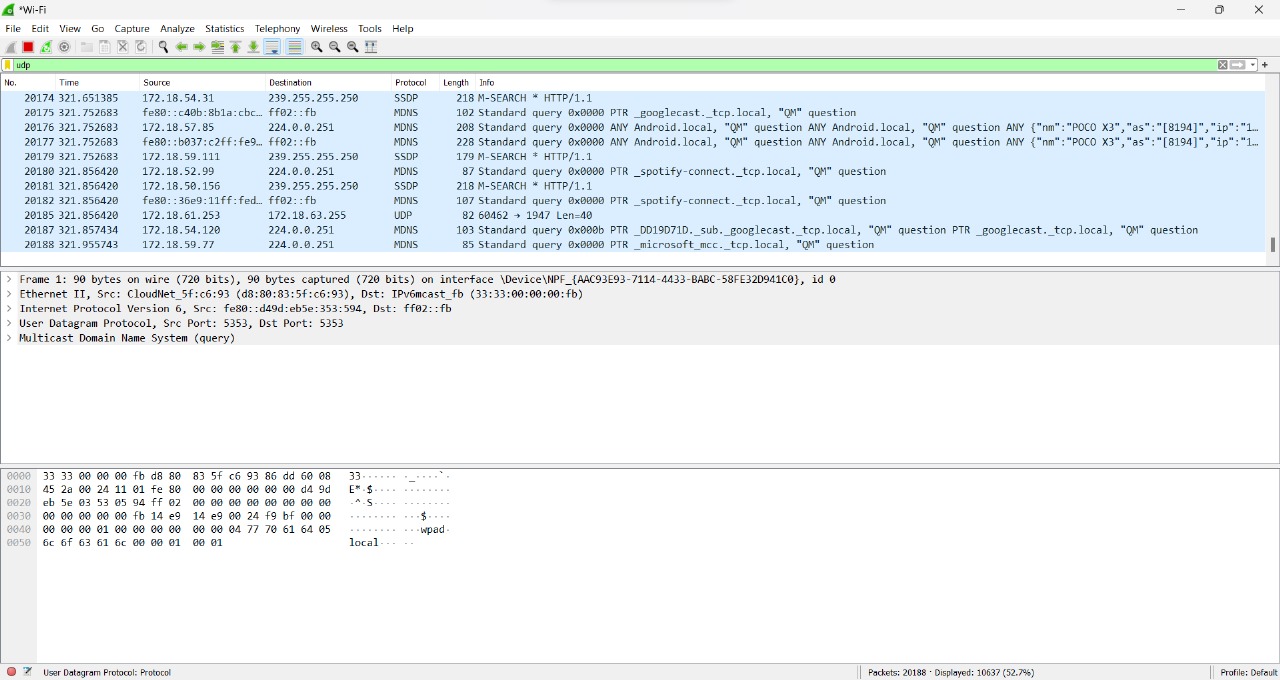 *Wi-Fi
File Edit View Go Capture Analyze Statistics Telephony Wireless Tools Help
udp
No. Time Source Destination Protocol Length Info
20174 321.651385 172.18.54.31 239.255.255.250 SSDP 218 M-SEARCH * HTTP/1.1
20175 321.752683 fe80::c40b:8b1a:cbc… ff02::fb MDNS 102 Standard query 0x0000 PTR _googlecast._tcp.local, "QM" question
20176 321.752683 172.18.57.85 224.0.0.251 MDNS 208 Standard query 0x0000 ANY Android.local, "QM" question ANY Android.local, "QM" question ANY {"nm":"POCO X3","as":"[8194]","ip":"1…
20177 321.752683 fe80::b037:c2ff:fe9… ff02::fb MDNS 228 Standard query 0x0000 ANY Android.local, "QM" question ANY Android.local, "QM" question ANY {"nm":"POCO X3","as":"[8194]","ip":"1…
20179 321.752683 172.18.59.111 239.255.255.250 SSDP 179 M-SEARCH * HTTP/1.1
20180 321.856420 172.18.52.99 224.0.0.251 MDNS 87 Standard query 0x0000 PTR _spotify-connect._tcp.local, "QM" question
20181 321.856420 172.18.50.156 239.255.255.250 SSDP 218 M-SEARCH * HTTP/1.1
20182 321.856420 fe80::36e9:11ff:fed… ff02::fb MDNS 107 Standard query 0x0000 PTR _spotify-connect._tcp.local, "QM" question
20185 321.856420 172.18.61.253 172.18.63.255 UDP 82 60462 → 1947 Len=40
20187 321.857434 172.18.54.120 224.0.0.251 MDNS 103 Standard query 0x000b PTR _DD19D71D._sub._googlecast._tcp.local, "QM" question PTR _googlecast._tcp.local, "QM" question
20188 321.955743 172.18.59.77 224.0.0.251 MDNS 85 Standard query 0x0000 PTR _microsoft_mcc._tcp.local, "QM" question
Frame 1: 90 bytes on wire (720 bits), 90 bytes captured (720 bits) on interface \Device\NPF_{AAC93E93-7114-4433-BABC-58FE32D941C0}, id 0
Ethernet II, Src: CloudNet_5f:c6:93 (d8:80:83:5f:c6:93), Dst: IPv6mcast_fb (33:33:00:00:00:fb)
Internet Protocol Version 6, Src: fe80::d49d:eb5e:353:594, Dst: ff02::fb
User Datagram Protocol, Src Port: 5353, Dst Port: 5353
Multicast Domain Name System (query)
0000 33 33 00 00 00 fb d8 80 83 5f c6 93 86 dd 60 08 33······ ·_····`·
0010 45 2a 00 24 11 01 fe 80 00 00 00 00 00 00 d4 9d E*·$···· ········
0020 eb 5e 03 53 05 94 ff 02 00 00 00 00 00 00 00 00 ·^·S···· ········
0030 00 00 00 00 00 fb 14 e9 14 e9 00 24 f9 bf 00 00 ········ ···$····
0040 00 00 00 01 00 00 00 00 00 00 04 77 70 61 64 05 ········ ···wpad·
0050 6c 6f 63 61 6c 00 00 01 00 01 local··· ··
User Datagram Protocol: Protocol Packets: 20188 · Displayed: 10637 (52.7%) Profile: Default